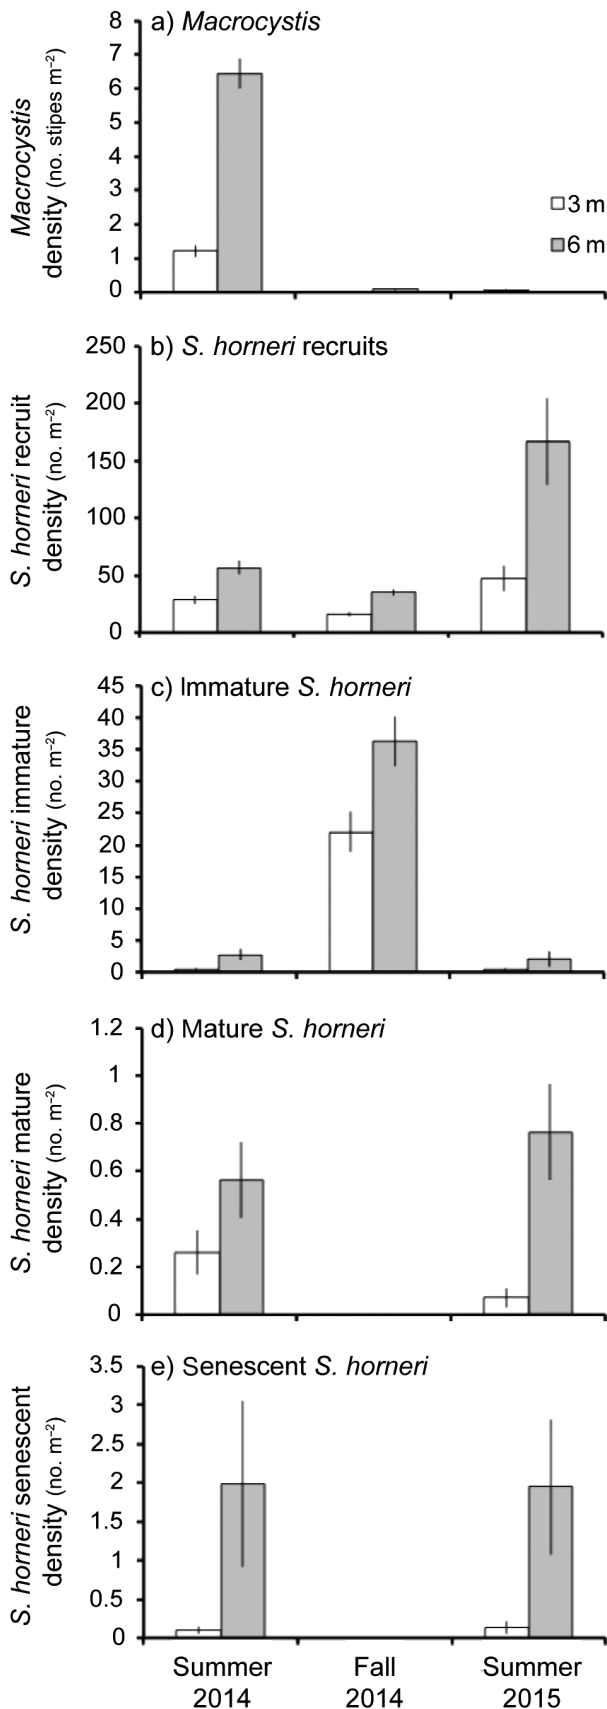 a) Macrocystis
Macrocystis
density (no. stipes m⁻²)
8
7
6
5
4
3
2
1
0
3 m
6 m
b) S. horneri recruits
S. horneri recruit
density (no. m⁻²)
250
200
150
100
50
0
c) Immature S. horneri
S. horneri immature
density (no. m⁻²)
45
40
35
30
25
20
15
10
5
0
d) Mature S. horneri
S. horneri mature
density (no. m⁻²)
1.2
1
0.8
0.6
0.4
0.2
0
e) Senescent S. horneri
S. horneri senescent
density (no. m⁻²)
3.5
3
2.5
2
1.5
1
0.5
0
Summer
2014
Fall
2014
Summer
2015